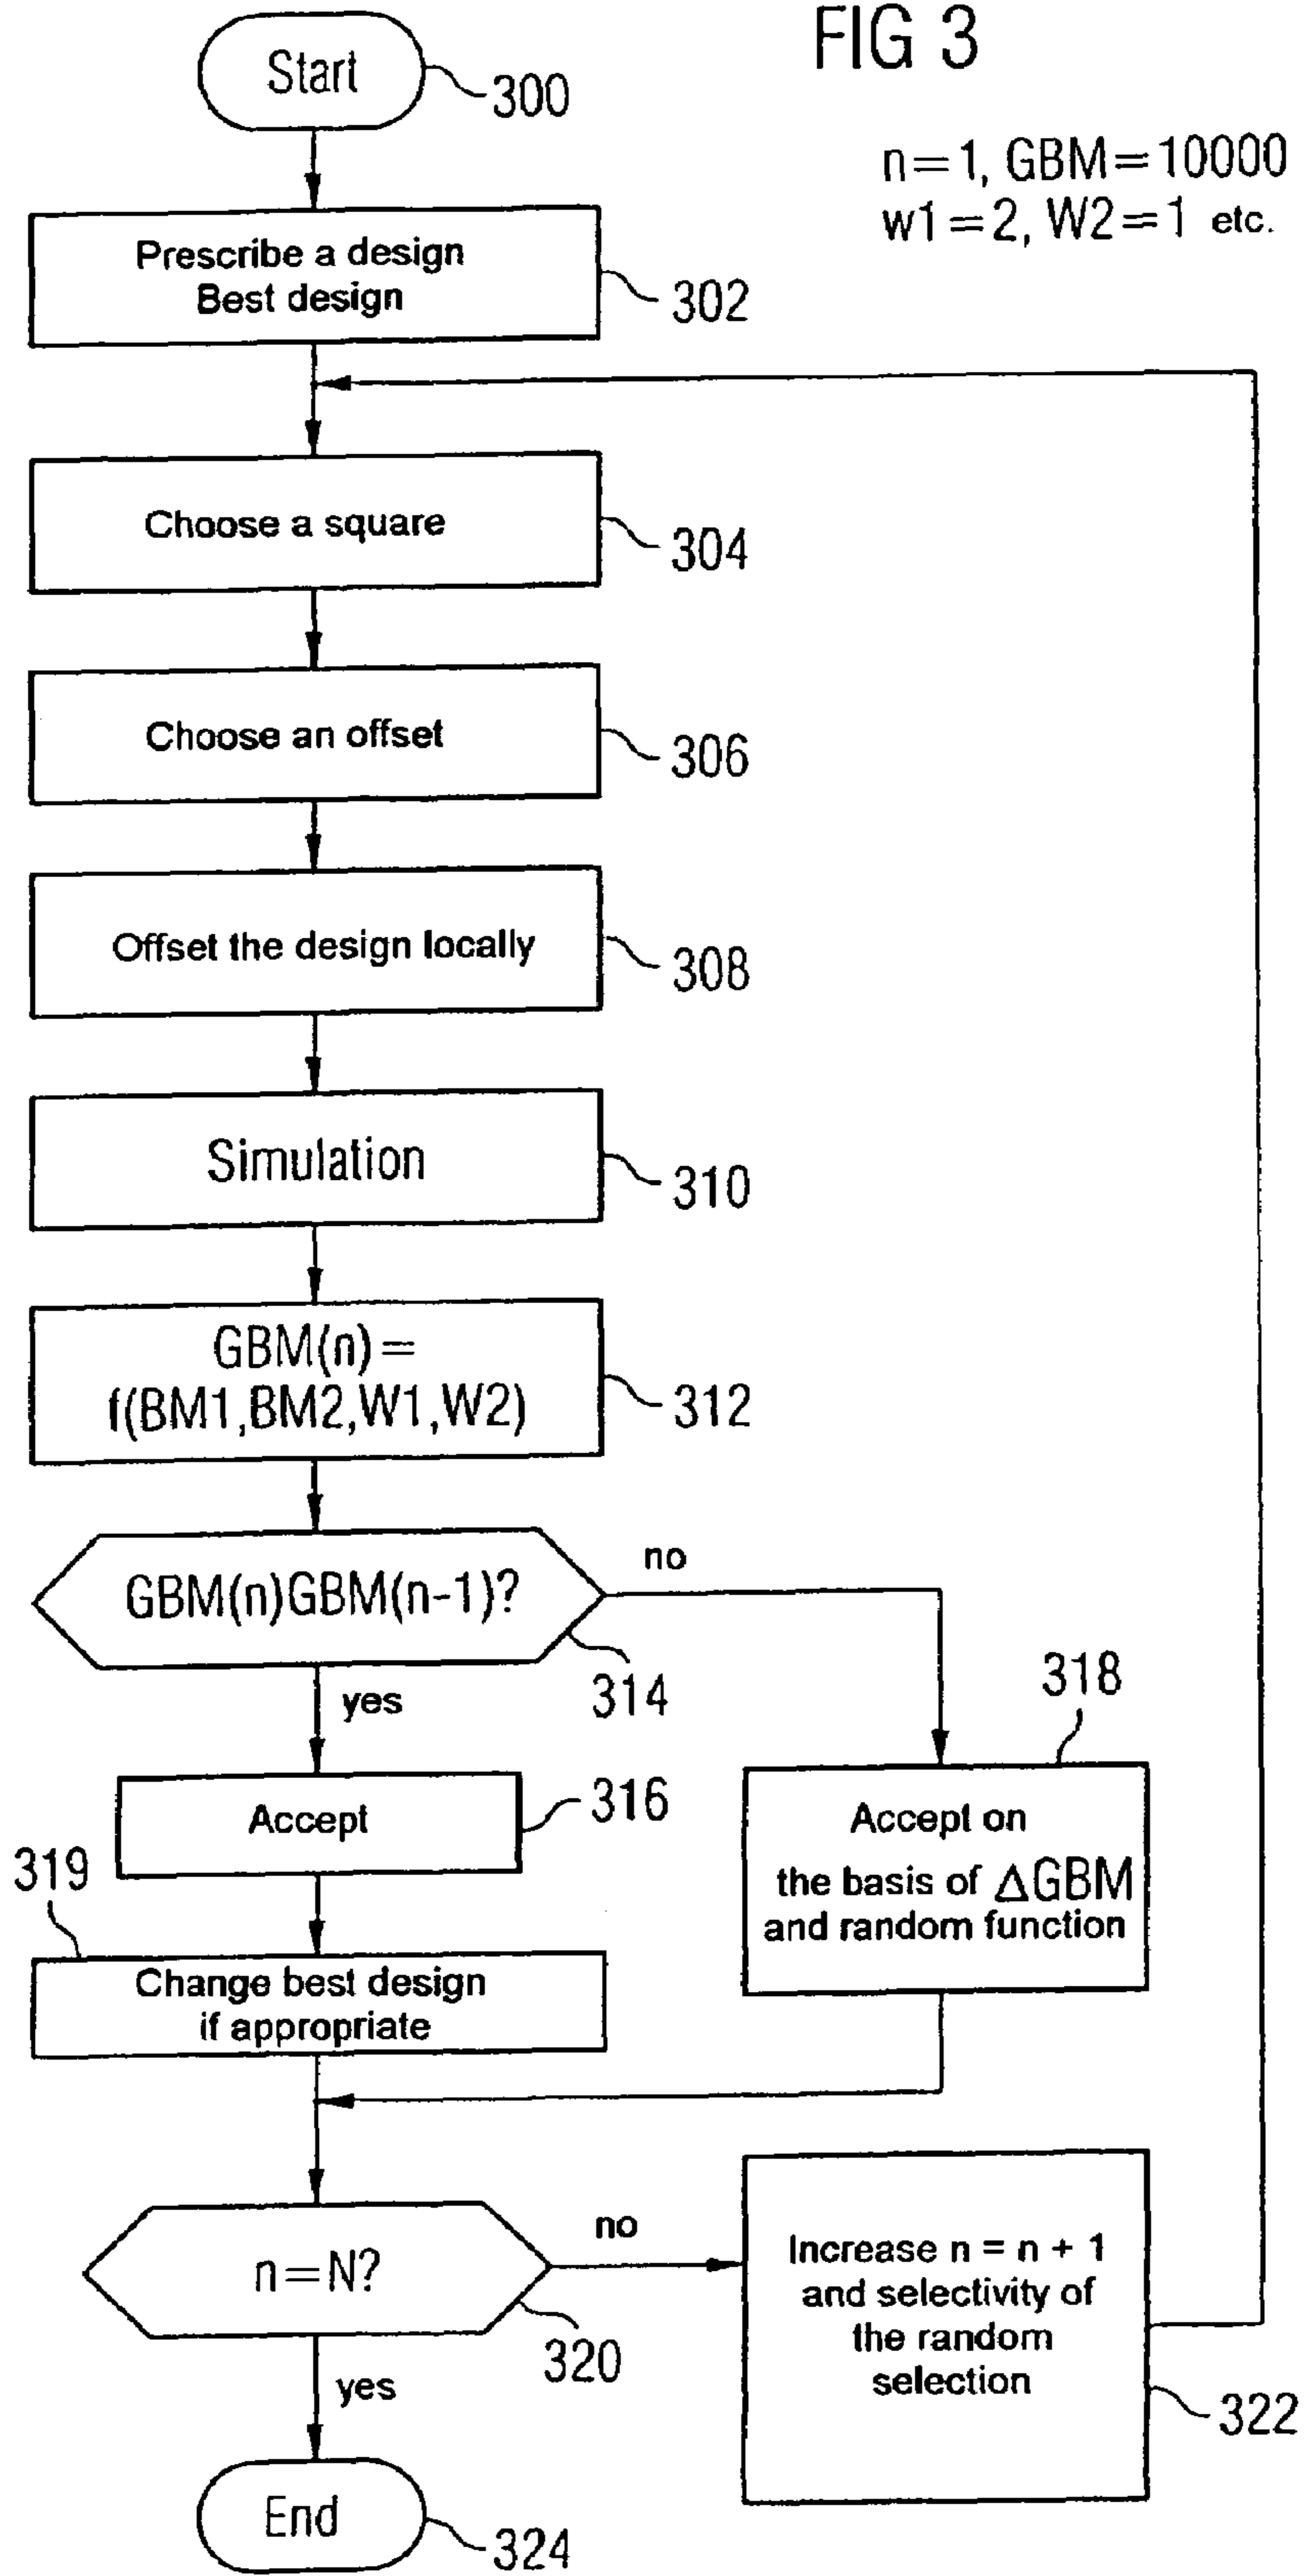 FIG 3
Start
300
n=1, GBM=10000
w1=2, W2=1 etc.
Prescribe a design
Best design
302
Choose a square
304
Choose an offset
306
Offset the design locally
308
Simulation
310
GBM(n)=
f(BM1,BM2,W1,W2)
312
GBM(n)GBM(n-1)?
no
314
yes
318
Accept
316
Accept on
the basis of ΔGBM
and random function
319
Change best design
if appropriate
n=N?
no
320
yes
Increase n = n + 1
and selectivity of
the random
selection
322
End
324